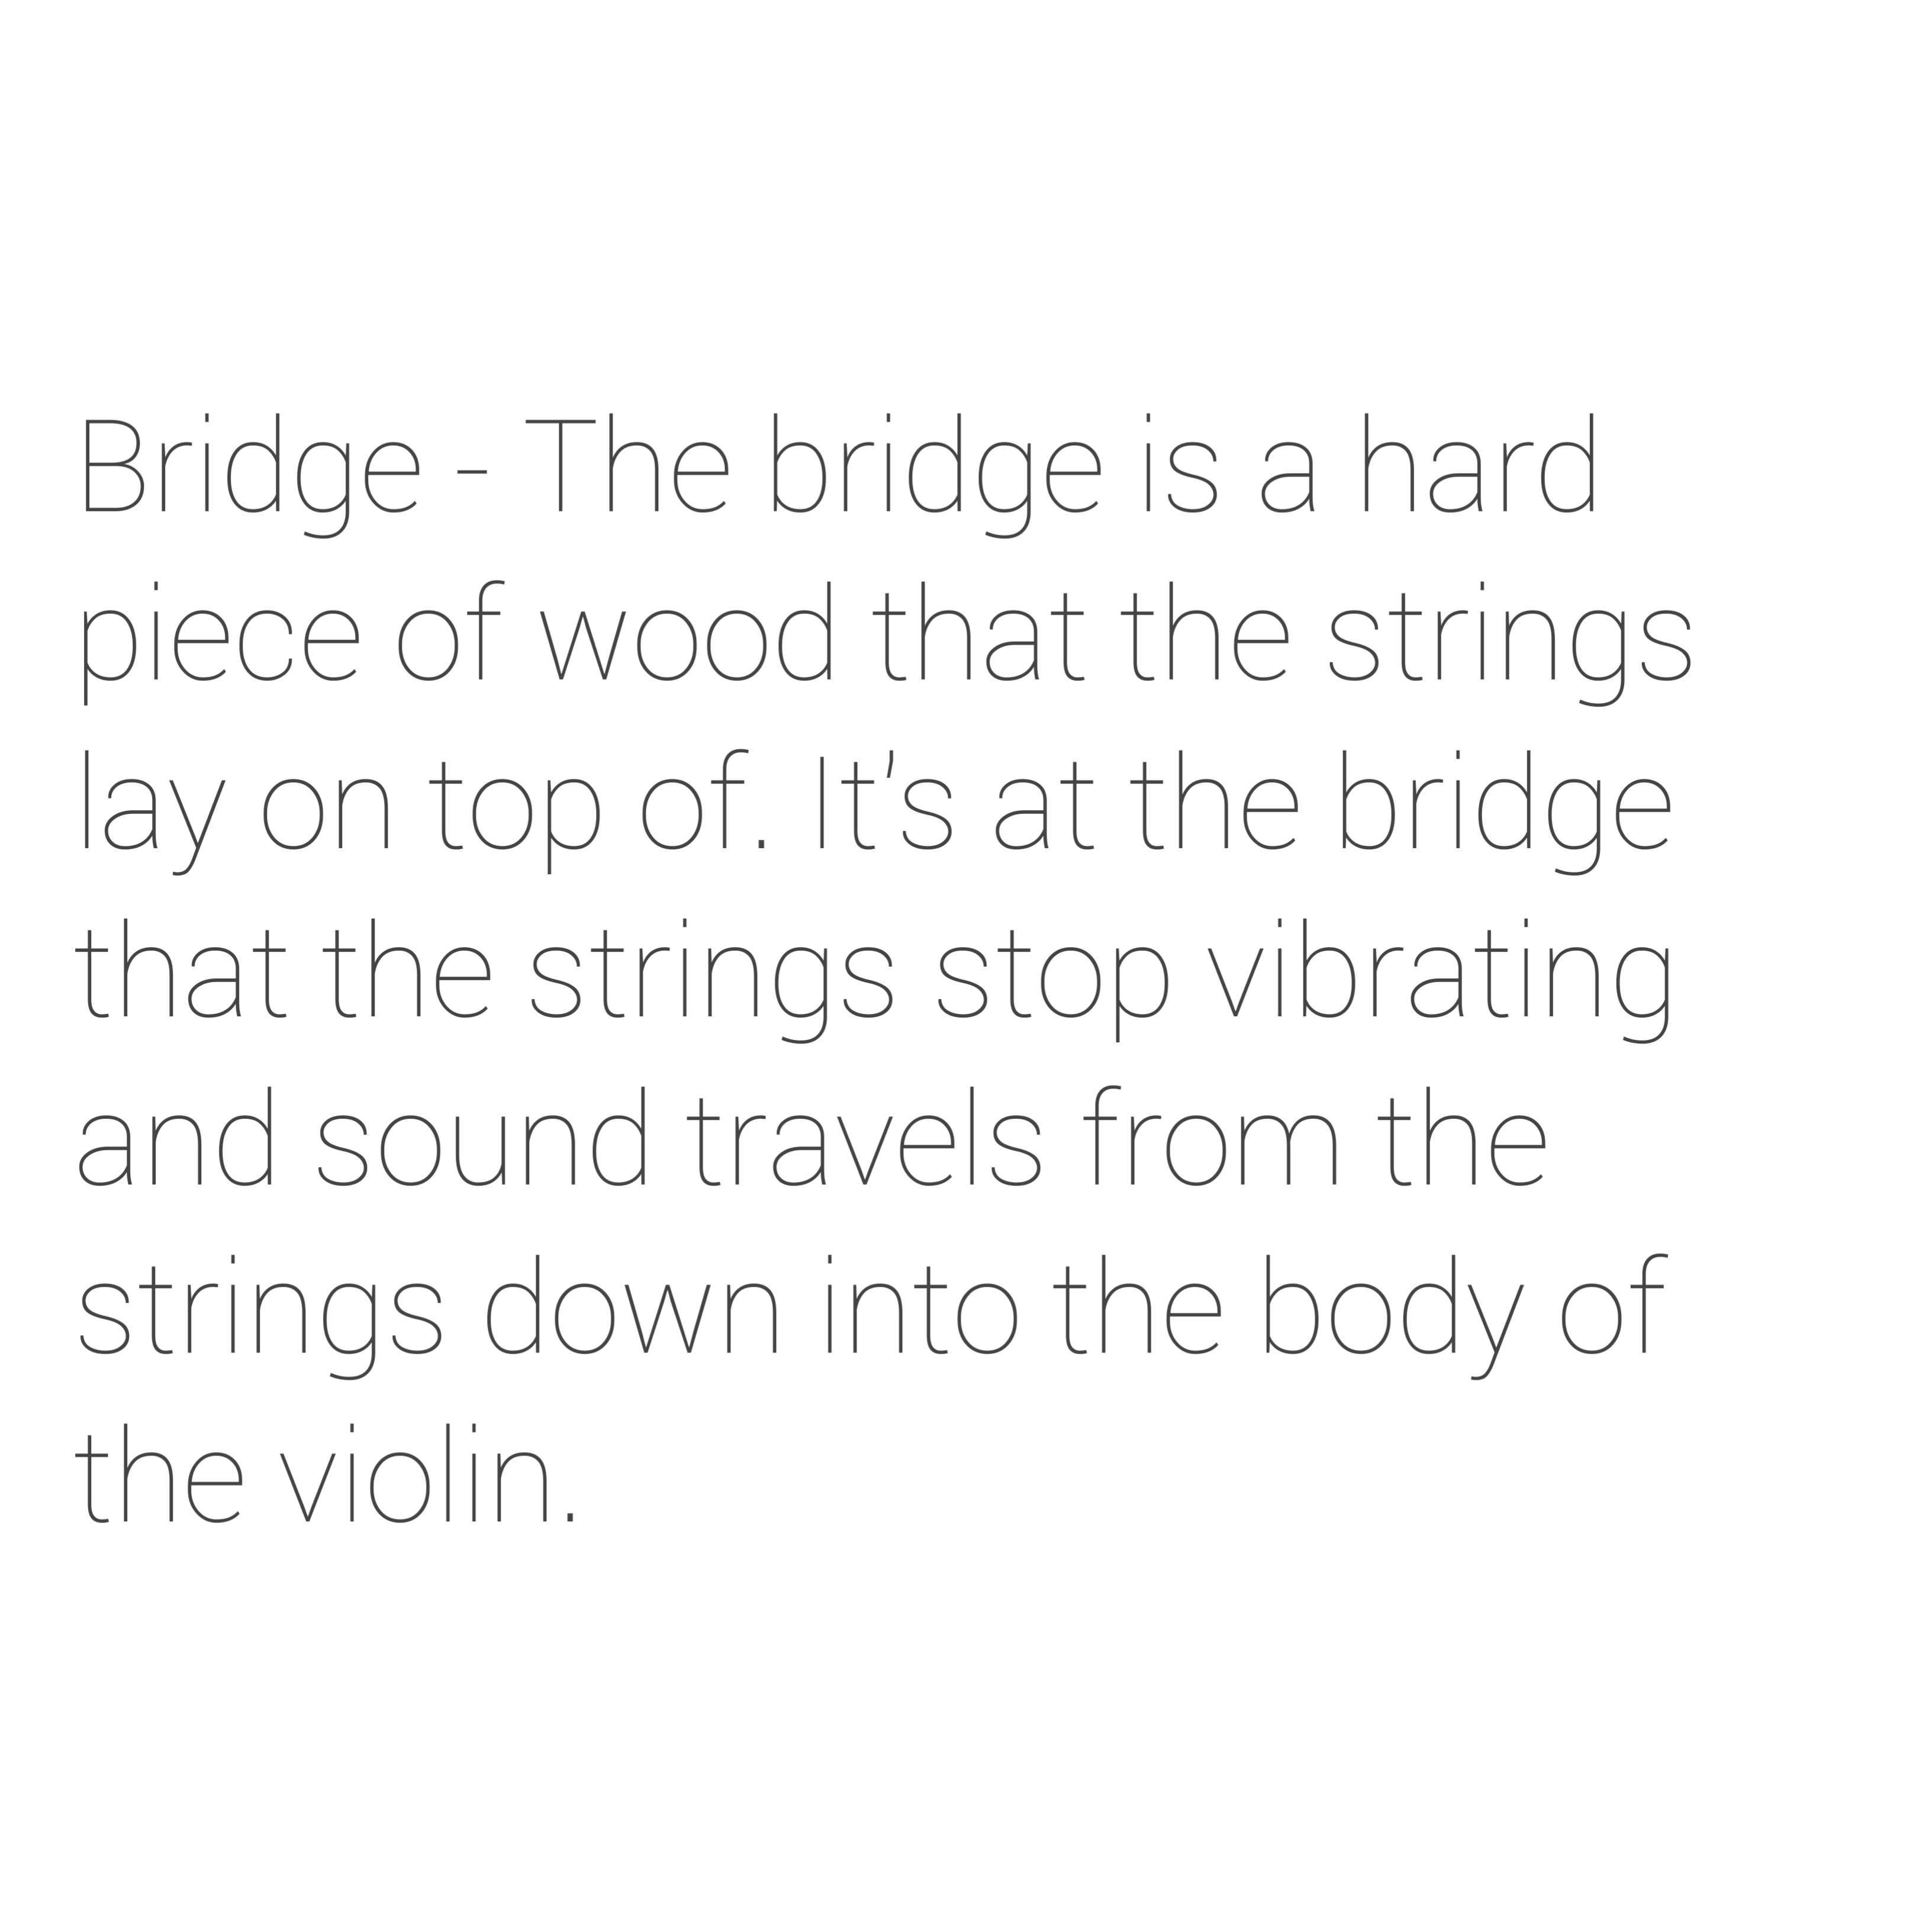 Bridge - The bridge is a hard
piece of wood that the strings
lay on top of. It's at the bridge
that the strings stop vibrating
and sound travels from the
strings down into the body of
the violin.